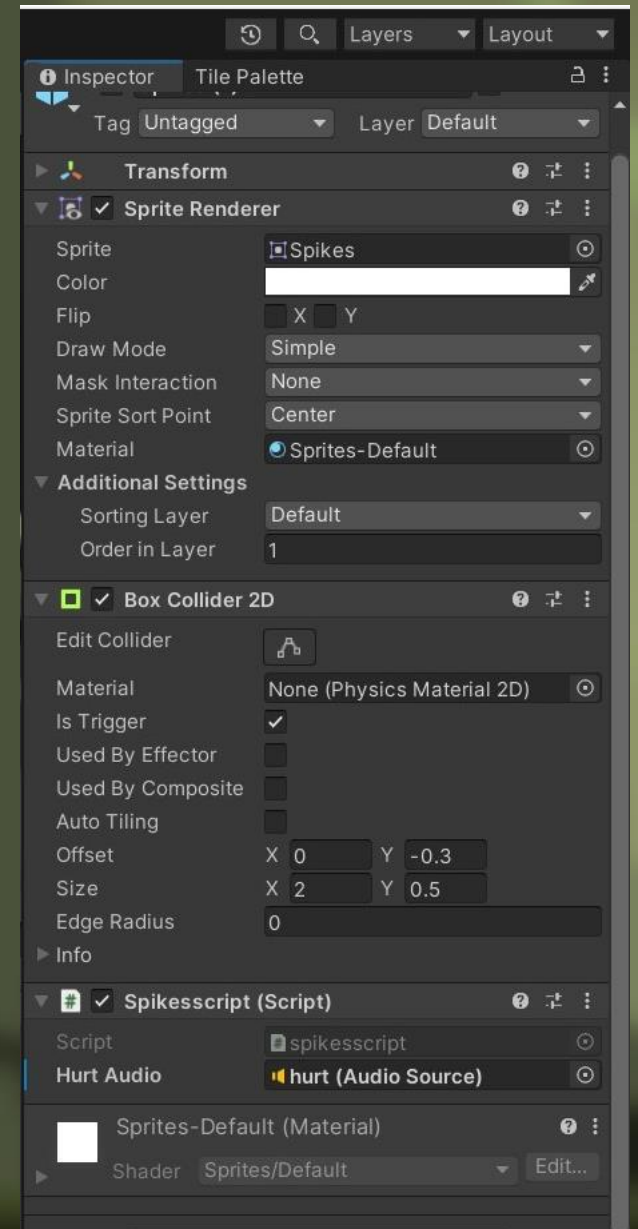 Layers Layout
Inspector Tile Palette
Tag Untagged Layer Default
Transform
Sprite Renderer
Sprite Spikes
Color
Flip X Y
Draw Mode Simple
Mask Interaction None
Sprite Sort Point Center
Material Sprites-Default
Additional Settings
Sorting Layer Default
Order in Layer 1
Box Collider 2D
Edit Collider
Material None (Physics Material 2D)
Is Trigger
Used By Effector
Used By Composite
Auto Tiling
Offset X 0 Y -0.3
Size X 2 Y 0.5
Edge Radius 0
Info
# Spikesscript (Script)
Script # spikesscript
Hurt Audio hurt (Audio Source)
Sprites-Default (Material)
Shader Sprites/Default Edit...